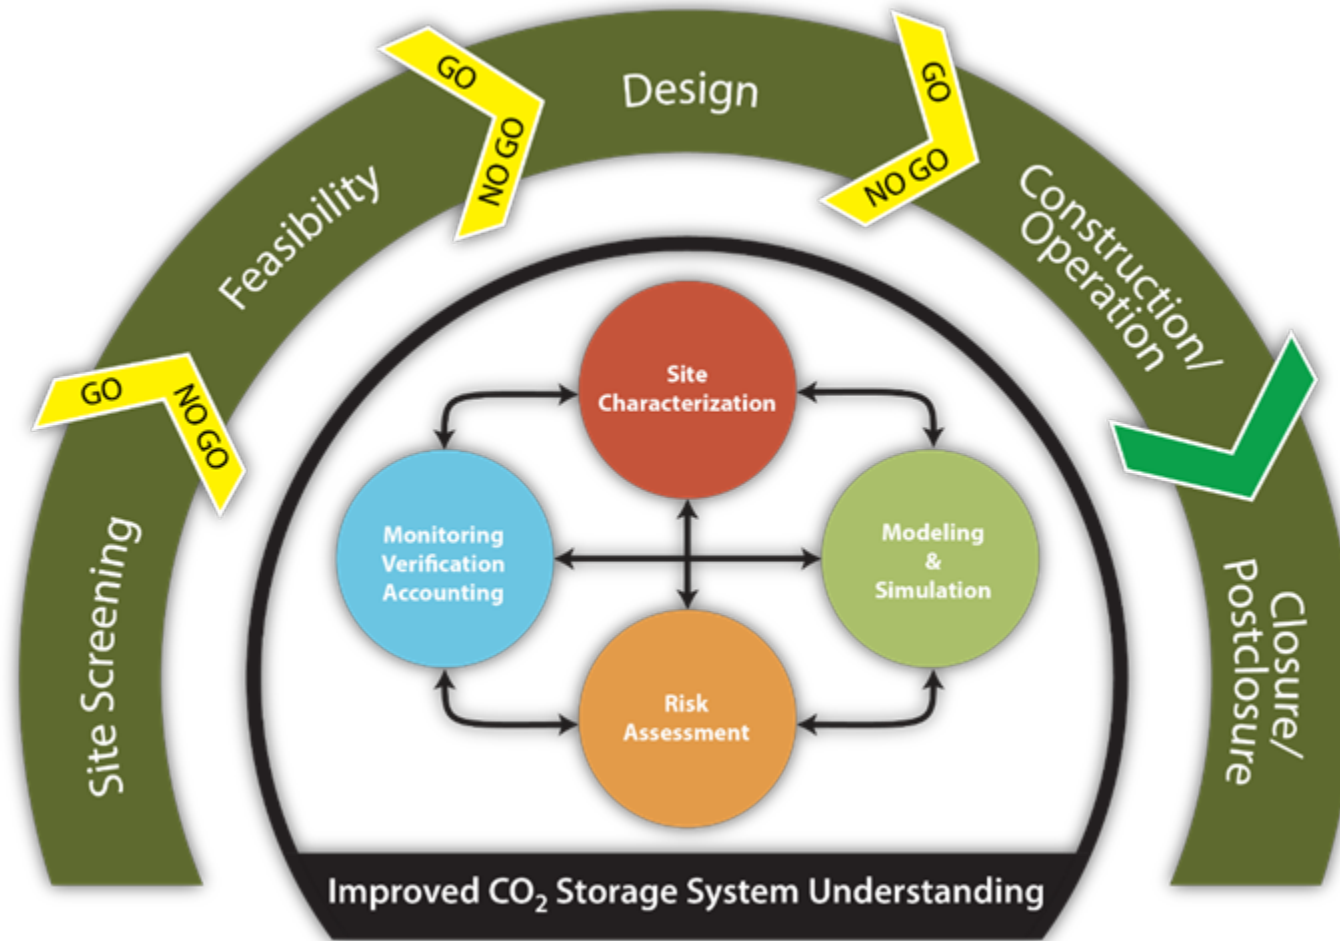 Site Screening
GO
NO GO
Feasibility
GO
NO GO
Design
GO
NO GO
Construction/
Operation
Closure/
Postclosure
Site
Characterization
Monitoring
Verification
Accounting
Modeling
&
Simulation
Risk
Assessment
Improved CO₂ Storage System Understanding